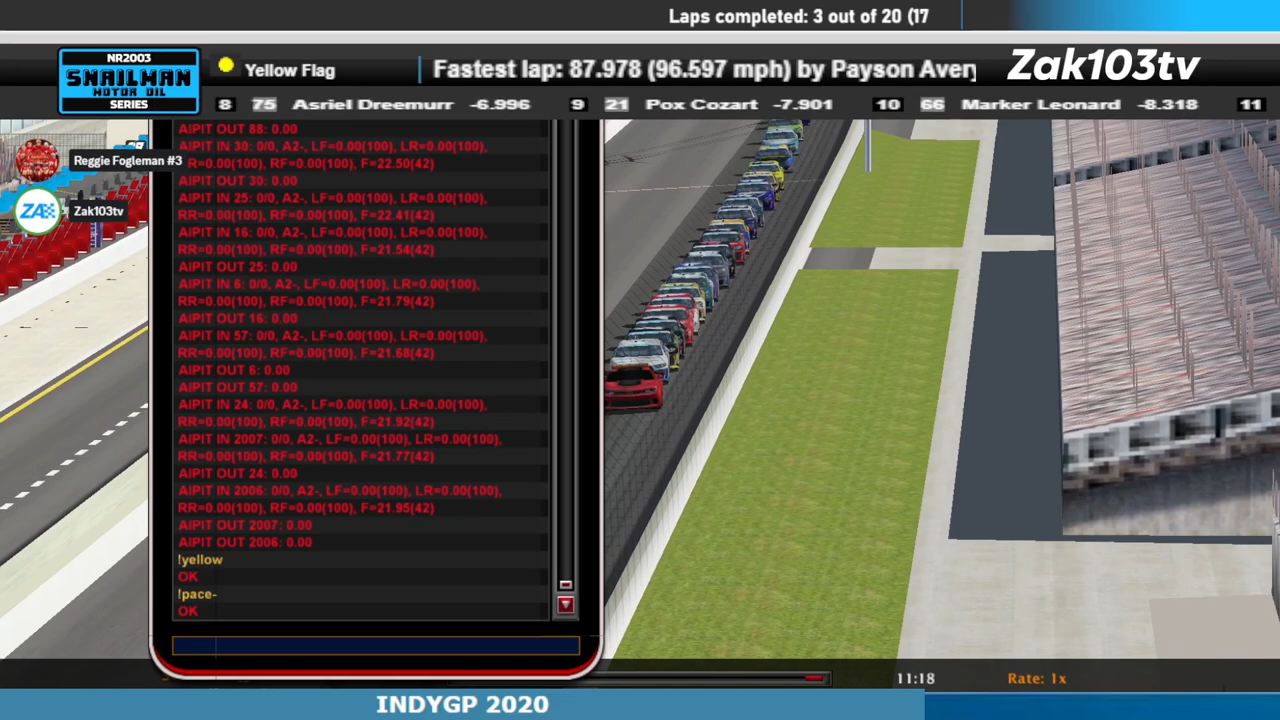 Laps completed: 3 out of 20 (17
NR2003
SNAILMAN
MOTOR OIL
SERIES
Yellow Flag
Fastest lap: 87.978 (96.597 mph) by Payson Avery
Zak103tv
8 75 Asriel Dreemurr -6.996 9 21 Pox Cozart -7.901 10 66 Marker Leonard -8.318 11
Reggie Fogleman #3
ZAK
Zak103tv
AIPIT OUT 88: 0.00
AIPIT IN 30: 0/0, A2-, LF=0.00(100), LR=0.00(100),
RR=0.00(100), RF=0.00(100), F=22.50(42)
AIPIT OUT 30: 0.00
AIPIT IN 25: 0/0, A2-, LF=0.00(100), LR=0.00(100),
RR=0.00(100), RF=0.00(100), F=22.41(42)
AIPIT IN 16: 0/0, A2-, LF=0.00(100), LR=0.00(100),
RR=0.00(100), RF=0.00(100), F=21.54(42)
AIPIT OUT 25: 0.00
AIPIT IN 6: 0/0, A2-, LF=0.00(100), LR=0.00(100),
RR=0.00(100), RF=0.00(100), F=21.79(42)
AIPIT OUT 16: 0.00
AIPIT IN 57: 0/0, A2-, LF=0.00(100), LR=0.00(100),
RR=0.00(100), RF=0.00(100), F=21.68(42)
AIPIT OUT 6: 0.00
AIPIT OUT 57: 0.00
AIPIT IN 24: 0/0, A2-, LF=0.00(100), LR=0.00(100),
RR=0.00(100), RF=0.00(100), F=21.92(42)
AIPIT IN 2007: 0/0, A2-, LF=0.00(100), LR=0.00(100),
RR=0.00(100), RF=0.00(100), F=21.77(42)
AIPIT OUT 24: 0.00
AIPIT IN 2006: 0/0, A2-, LF=0.00(100), LR=0.00(100),
RR=0.00(100), RF=0.00(100), F=21.95(42)
AIPIT OUT 2007: 0.00
AIPIT OUT 2006: 0.00
!yellow
OK
!pace-
OK
11:18 Rate: 1x
INDYGP 2020